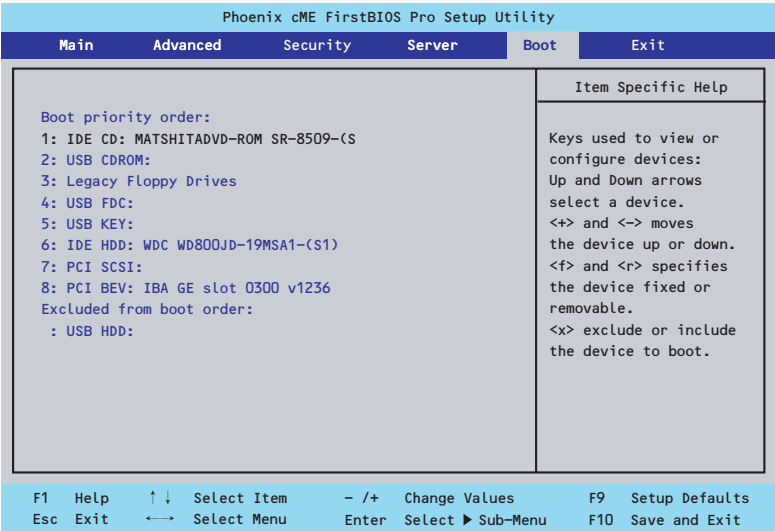 Phoenix cME FirstBIOS Pro Setup Utility
Main Advanced Security Server Boot Exit
Item Specific Help
Boot priority order:
1: IDE CD: MATSHITADVD-ROM SR-8509-(S
2: USB CDROM:
3: Legacy Floppy Drives
4: USB FDC:
5: USB KEY:
6: IDE HDD: WDC WD800JD-19MSA1-(S1)
7: PCI SCSI:
8: PCI BEV: IBA GE slot 0300 v1236
Excluded from boot order:
: USB HDD:
Keys used to view or
configure devices:
Up and Down arrows
select a device.
<+> and <-> moves
the device up or down.
<f> and <r> specifies
the device fixed or
removable.
<x> exclude or include
the device to boot.
F1 Help ↑↓ Select Item - /+ Change Values F9 Setup Defaults
Esc Exit ←→ Select Menu Enter Select ▶ Sub-Menu F10 Save and Exit